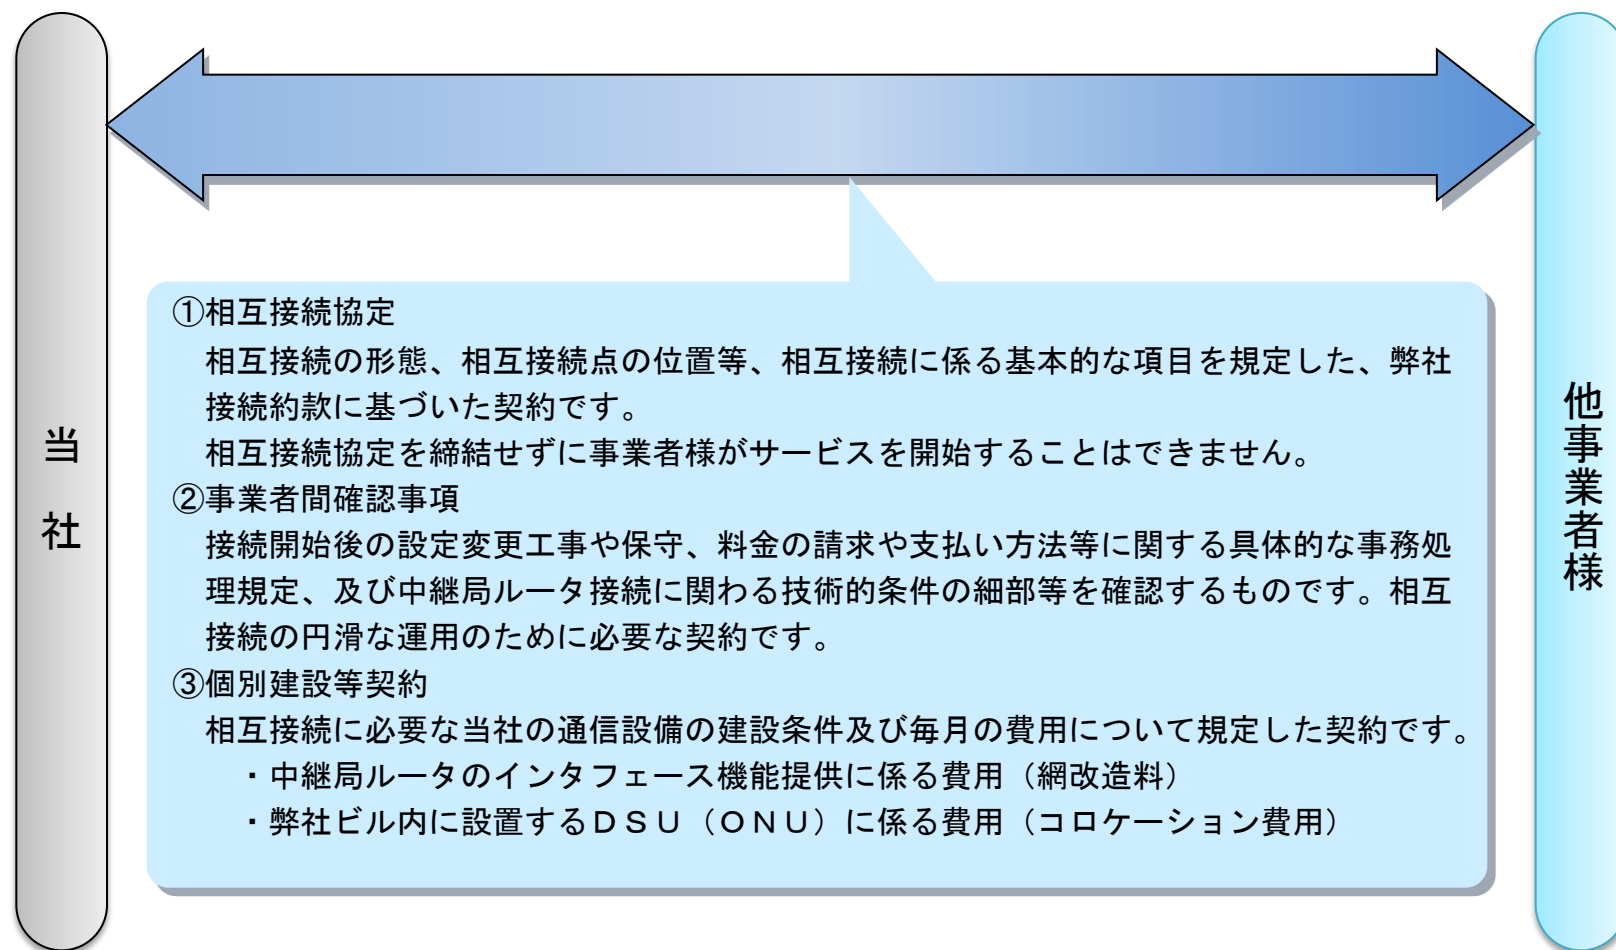 当社
①相互接続協定
相互接続の形態、相互接続点の位置等、相互接続に係る基本的な項目を規定した、弊社
接続約款に基づいた契約です。
相互接続協定を締結せずに事業者様がサービスを開始することはできません。
②事業者間確認事項
接続開始後の設定変更工事や保守、料金の請求や支払い方法等に関する具体的な事務処
理規定、及び中継局ルータ接続に関わる技術的条件の細部等を確認するものです。相互
接続の円滑な運用のために必要な契約です。
③個別建設等契約
相互接続に必要な当社の通信設備の建設条件及び毎月の費用について規定した契約です。
・中継局ルータのインタフェース機能提供に係る費用（網改造料）
・弊社ビル内に設置するＤＳＵ（ＯＮＵ）に係る費用（コロケーション費用）
他事業者様